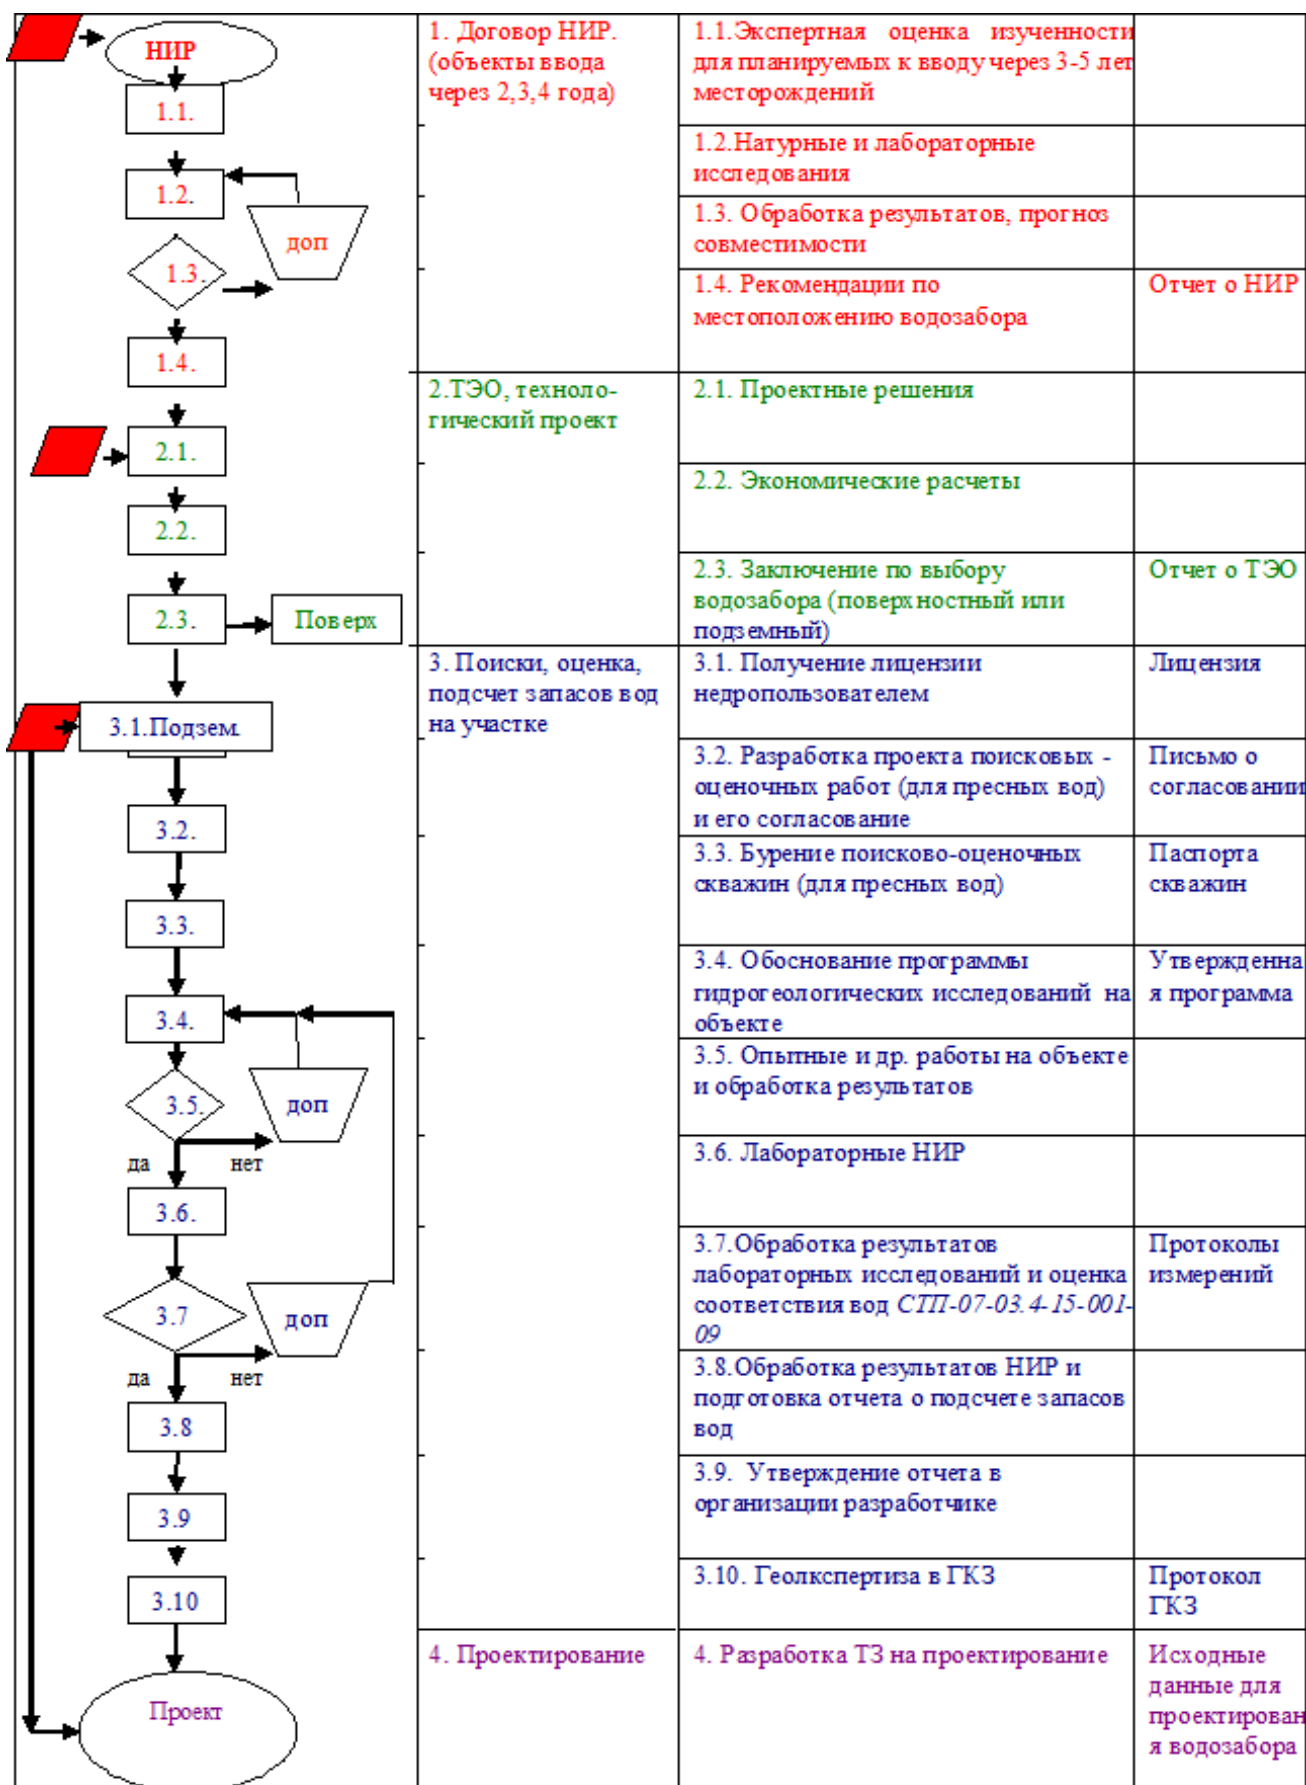 НИР
1.1.
1.2.
доп
1.3.
1.4.
2.1.
2.2.
2.3.
Поверх
3.1.Подзем.
3.2.
3.3.
3.4.
3.5.
доп
да
нет
3.6.
3.7
доп
да
нет
3.8
3.9
3.10
Проект
1. Договор НИР.
(объекты ввода
через 2,3,4 года)
1.1.Экспертная оценка изученности
для планируемых к вводу через 3-5 лет
месторождений
1.2.Натурные и лабораторные
исследования
1.3. Обработка результатов, прогноз
совместимости
1.4. Рекомендации по
местоположению водозабора
Отчет о НИР
2.ТЭО, техноло-
гический проект
2.1. Проектные решения
2.2. Экономические расчеты
2.3. Заключение по выбору
водозабора (поверхностный или
подземный)
Отчет о ТЭО
3. Поиски, оценка,
подсчет запасов вод
на участке
3.1. Получение лицензии
недропользователем
Лицензия
3.2. Разработка проекта поисковых -
оценочных работ (для пресных вод)
и его согласование
Письмо о
согласовании
3.3. Бурение поисково-оценочных
скважин (для пресных вод)
Паспорта
скважин
3.4. Обоснование программы
гидрогеологических исследований на
объекте
Утвержденна
я программа
3.5. Опытные и др. работы на объекте
и обработка результатов
3.6. Лабораторные НИР
3.7.Обработка результатов
лабораторных исследований и оценка
соответствия вод СТП-07-03.4-15-001-
09
Протоколы
измерений
3.8.Обработка результатов НИР и
подготовка отчета о подсчете запасов
вод
3.9. Утверждение отчета в
организации разработчике
3.10. Геолкспертиза в ГКЗ
Протокол
ГКЗ
4. Проектирование
4. Разработка ТЗ на проектирование
Исходные
данные для
проектирован
я водозабора